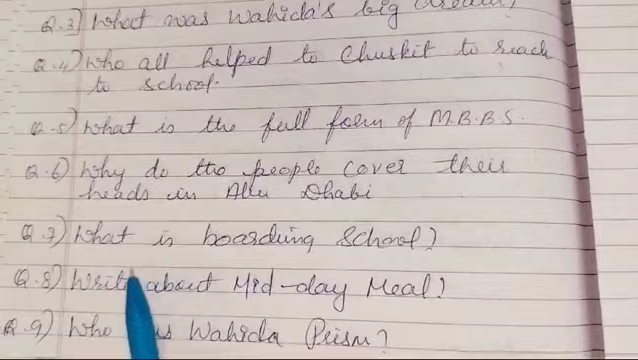 Q.3) What was Wahida's big
Q.4) Who all helped to Chuskit to reach
to school.
Q.5) What is the full form of M.B.B.S.
Q.6) Why do the people cover their
heads in Abu Dhabi
Q.7) What is boarding School?
Q.8) Write about Mid-day Meal?
Q.9) Who is Wahida Prism?